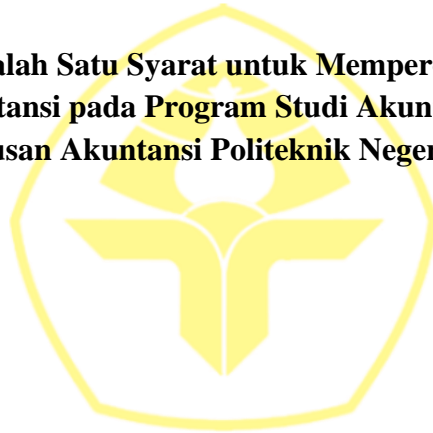 alah Satu Syarat untuk Memper
tansi pada Program Studi Akun
usan Akuntansi Politeknik Neger